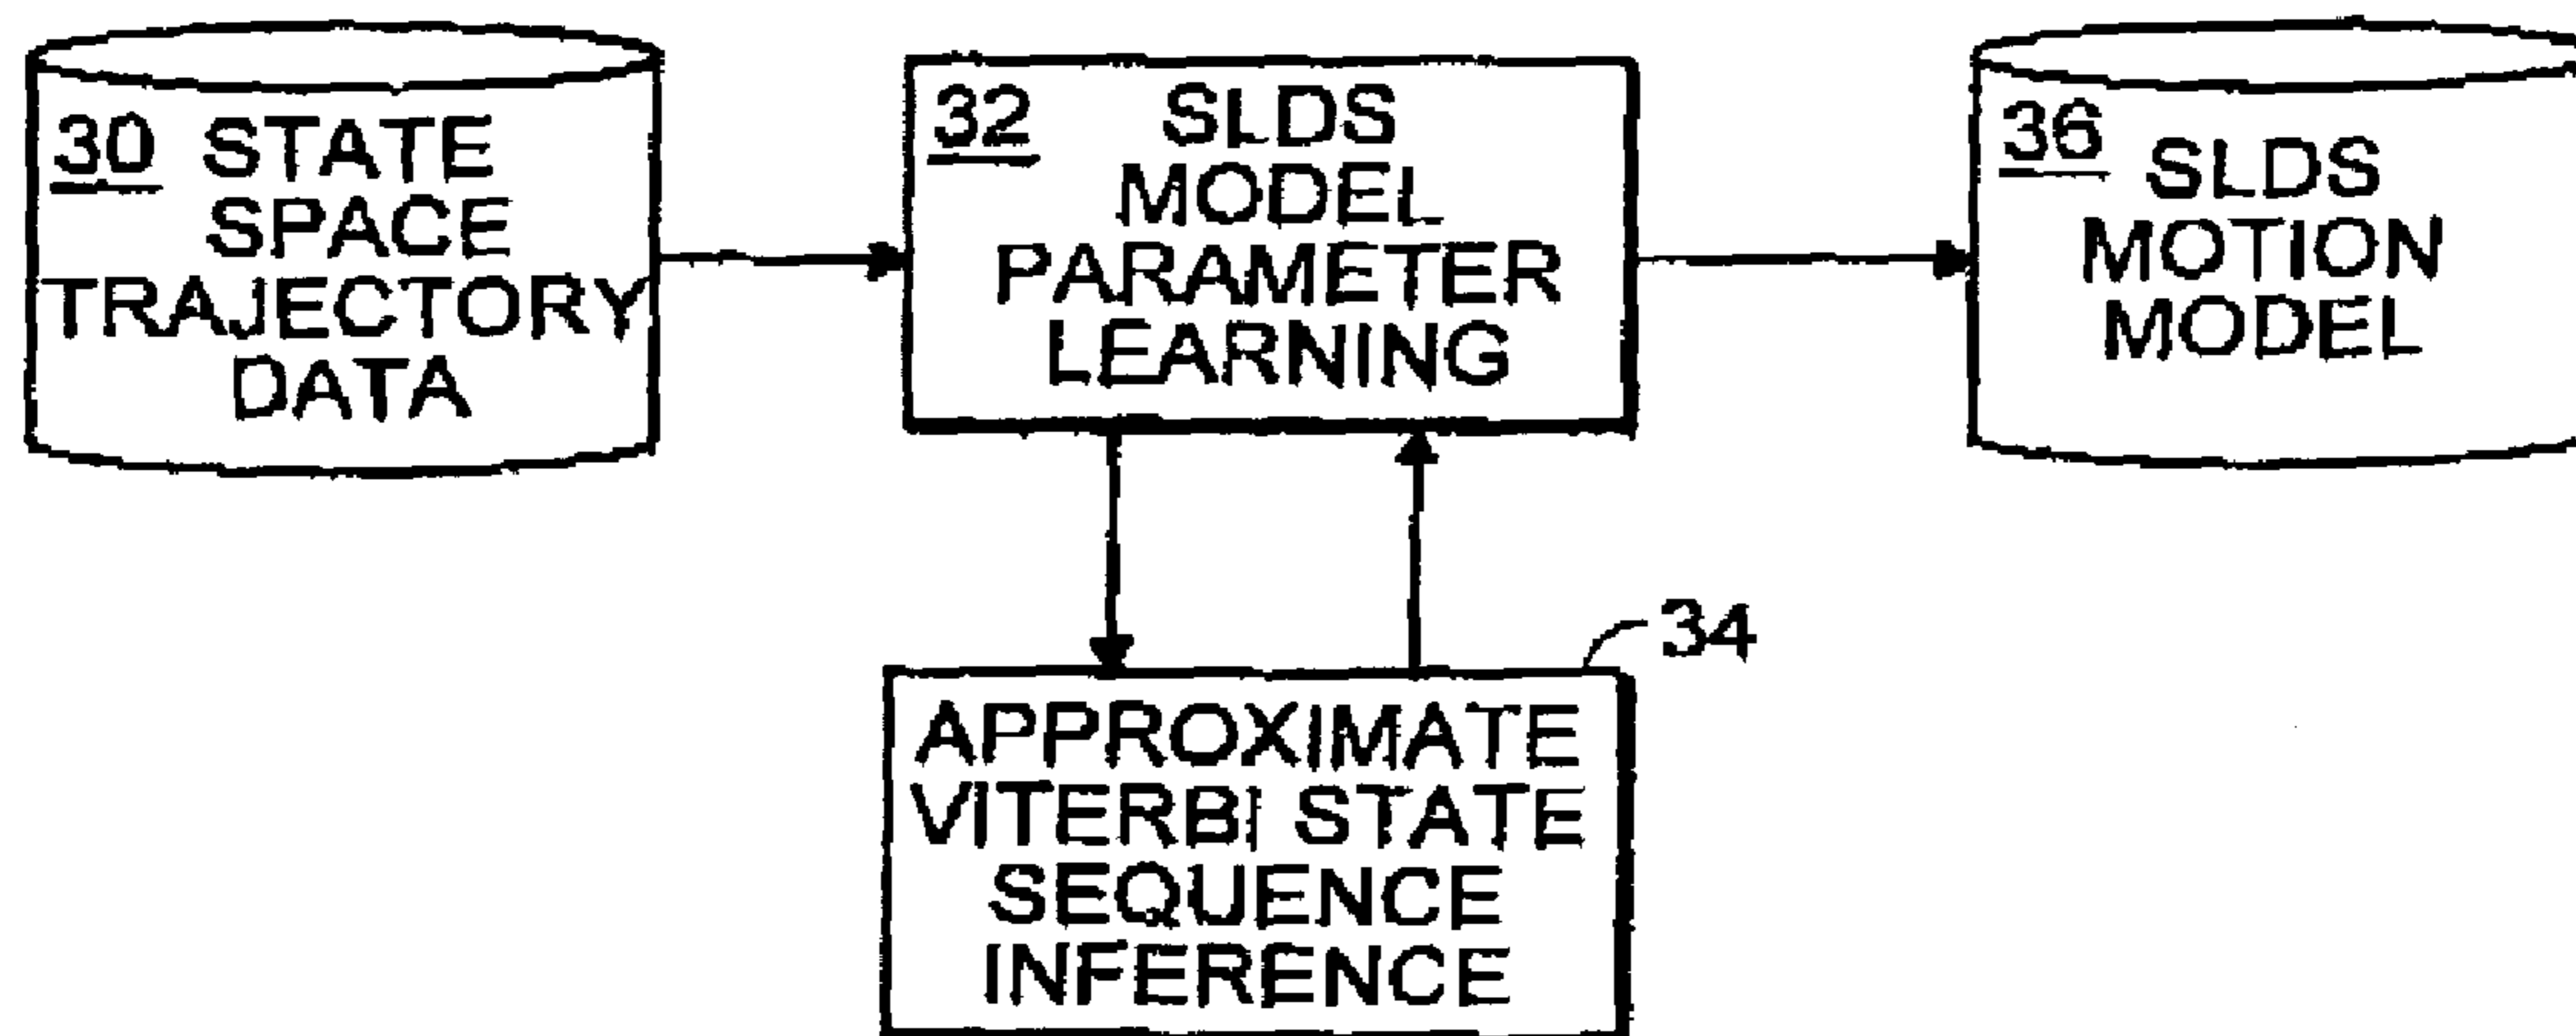 30 STATE
SPACE
TRAJECTORY
DATA
32 SLDS
MODEL
PARAMETER
LEARNING
36 SLDS
MOTION
MODEL
34
APPROXIMATE
VITERBI STATE
SEQUENCE
INFERENCE